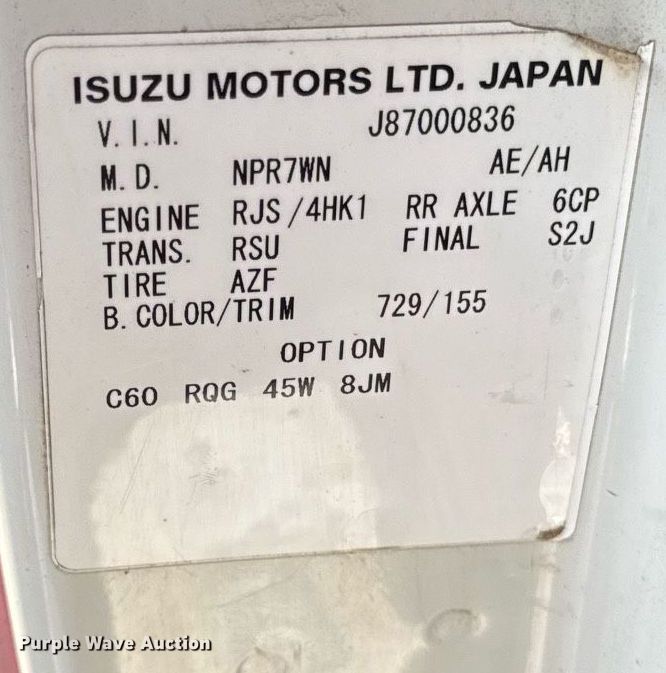 ISUZU MOTORS LTD. JAPAN
V.I.N. J87000836
M.D. NPR7WN AE/AH
ENGINE RJS/4HK1 RR AXLE 6CP
TRANS. RSU FINAL S2J
TIRE AZF
B.COLOR/TRIM 729/155
OPTION
C60 RQG 45W 8JM
Purple Wave Auction